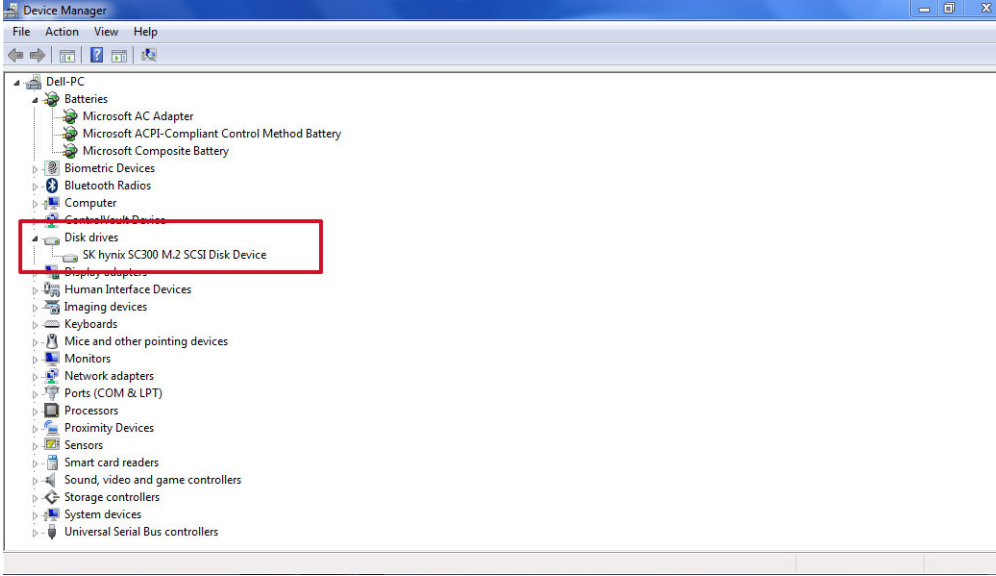 Device Manager
File Action View Help
Dell-PC
Batteries
Microsoft AC Adapter
Microsoft ACPI-Compliant Control Method Battery
Microsoft Composite Battery
Biometric Devices
Bluetooth Radios
Computer
ControlVault Device
Disk drives
SK hynix SC300 M.2 SCSI Disk Device
Display adapters
Human Interface Devices
Imaging devices
Keyboards
Mice and other pointing devices
Monitors
Network adapters
Ports (COM & LPT)
Processors
Proximity Devices
Sensors
Smart card readers
Sound, video and game controllers
Storage controllers
System devices
Universal Serial Bus controllers